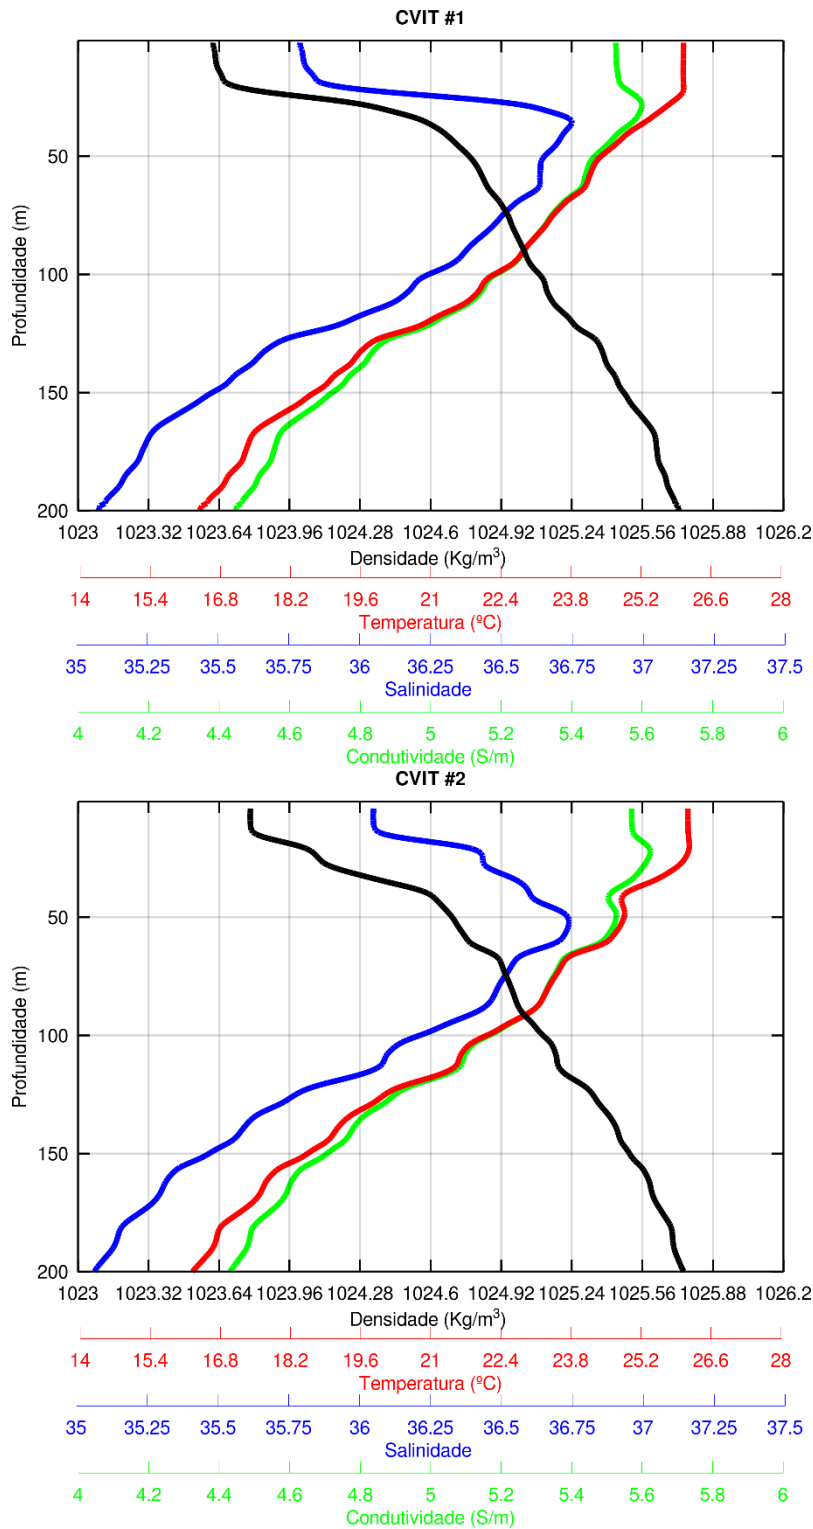 CVIT #1
50
100
150
200
Profundidade (m)
1023 1023.32 1023.64 1023.96 1024.28 1024.6 1024.92 1025.24 1025.56 1025.88 1026.2
Densidade (Kg/m³)
14 15.4 16.8 18.2 19.6 21 22.4 23.8 25.2 26.6 28
Temperatura (ºC)
35 35.25 35.5 35.75 36 36.25 36.5 36.75 37 37.25 37.5
Salinidade
4 4.2 4.4 4.6 4.8 5 5.2 5.4 5.6 5.8 6
Condutividade (S/m)
CVIT #2
50
100
150
200
Profundidade (m)
1023 1023.32 1023.64 1023.96 1024.28 1024.6 1024.92 1025.24 1025.56 1025.88 1026.2
Densidade (Kg/m³)
14 15.4 16.8 18.2 19.6 21 22.4 23.8 25.2 26.6 28
Temperatura (ºC)
35 35.25 35.5 35.75 36 36.25 36.5 36.75 37 37.25 37.5
Salinidade
4 4.2 4.4 4.6 4.8 5 5.2 5.4 5.6 5.8 6
Condutividade (S/m)